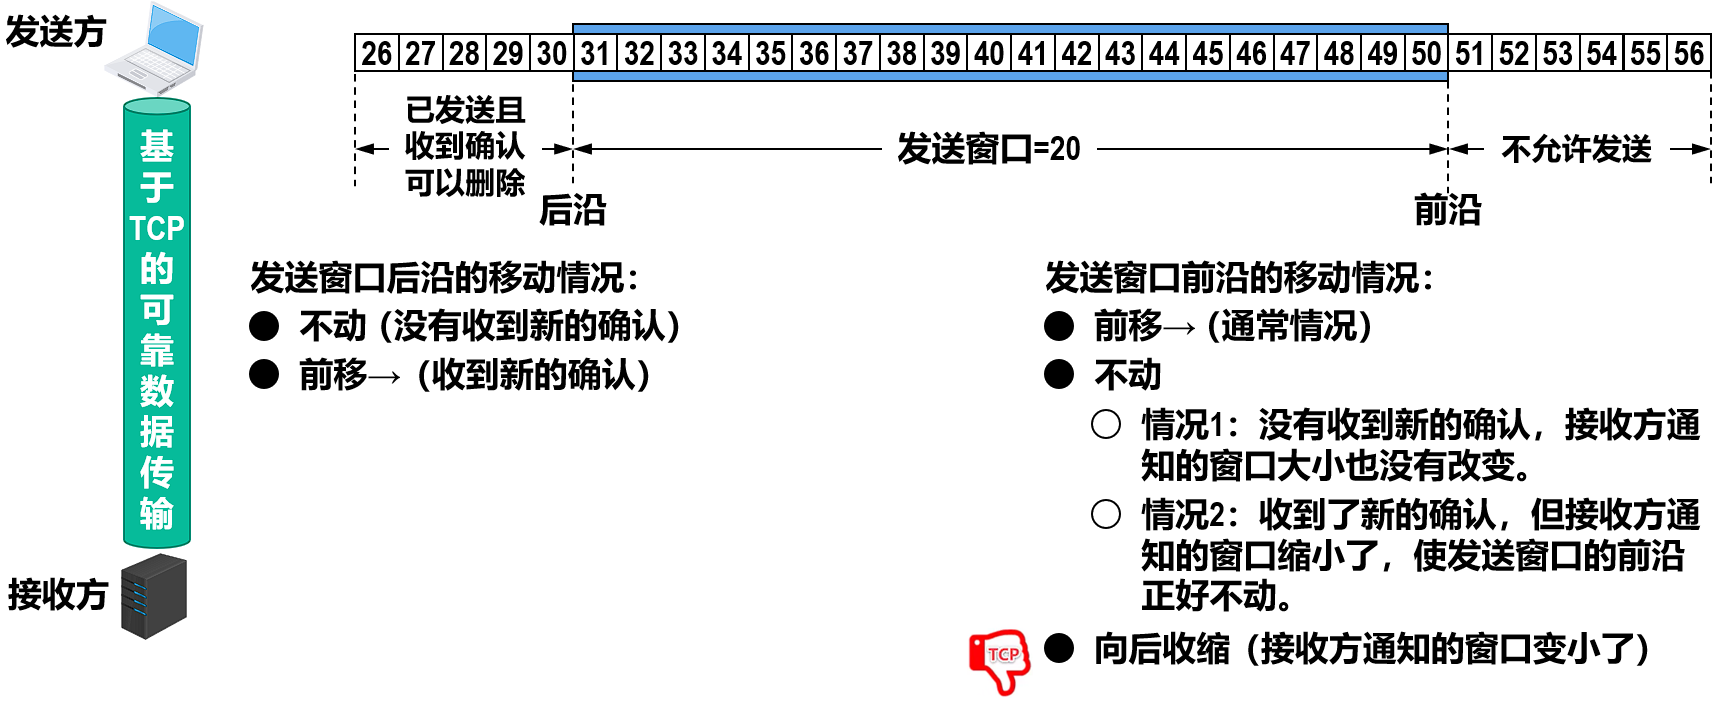 发送方
26 27 28 29 30 31 32 33 34 35 36 37 38 39 40 41 42 43 44 45 46 47 48 49 50 51 52 53 54 55 56
已发送且
收到确认
可以删除
发送窗口=20
不允许发送
后沿
前沿
基于TCP的可靠数据传输
接收方
发送窗口后沿的移动情况：
● 不动（没有收到新的确认）
● 前移→（收到新的确认）
发送窗口前沿的移动情况：
● 前移→（通常情况）
● 不动
○ 情况1：没有收到新的确认，接收方通
知的窗口大小也没有改变。
○ 情况2：收到了新的确认，但接收方通
知的窗口缩小了，使发送窗口的前沿
正好不动。
TCP
● 向后收缩（接收方通知的窗口变小了）